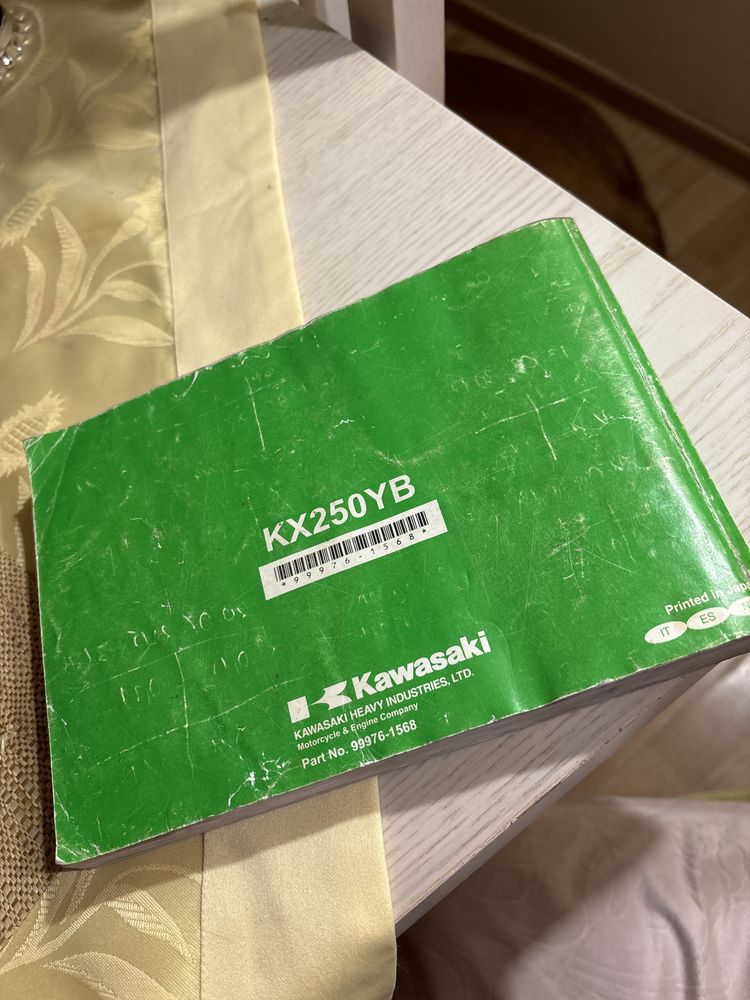 KX250YB
*99976-1568*
Kawasaki
KAWASAKI HEAVY INDUSTRIES, LTD.
Motorcycle & Engine Company
Part No. 99976-1568
Printed in
IT ES